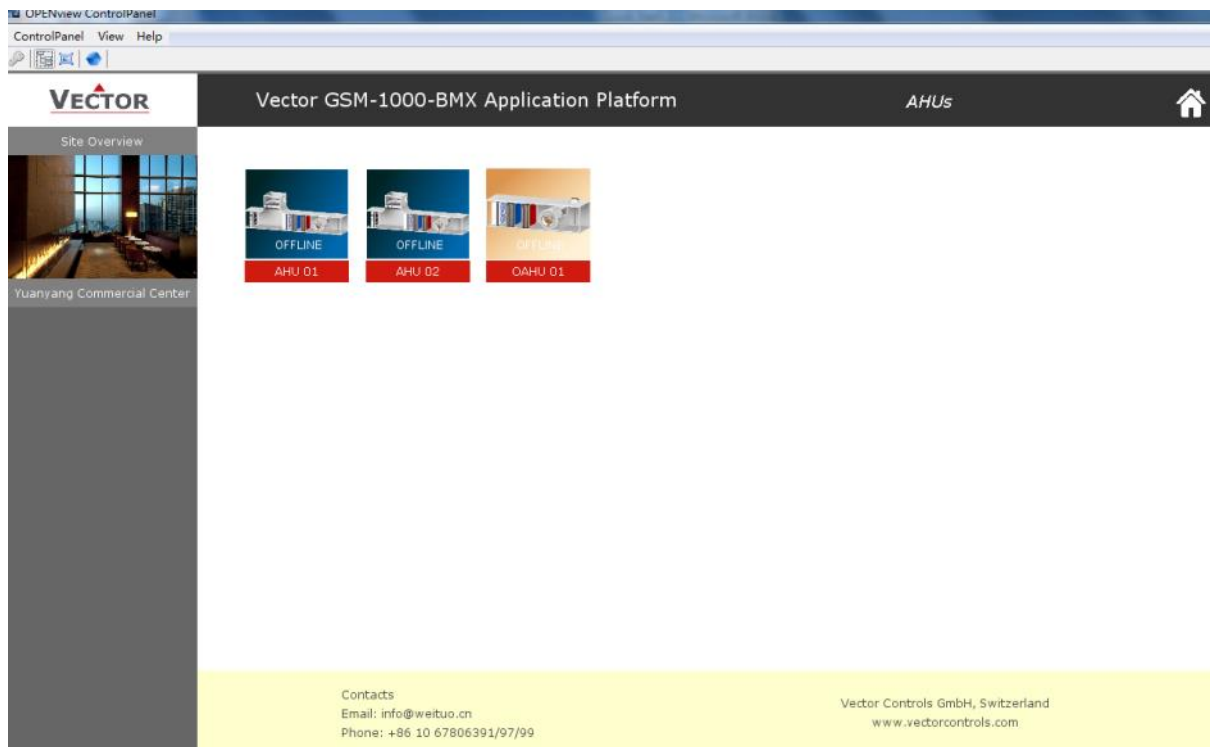 OPENview ControlPanel
ControlPanel View Help
VECTOR
Vector GSM-1000-BMX Application Platform
AHUs
Site Overview
OFFLINE
OFFLINE
OFFLINE
AHU 01
AHU 02
OAHU 01
Yuanyang Commercial Center
Contacts
Email: info@weituo.cn
Phone: +86 10 67806391/97/99
Vector Controls GmbH, Switzerland
www.vectorcontrols.com